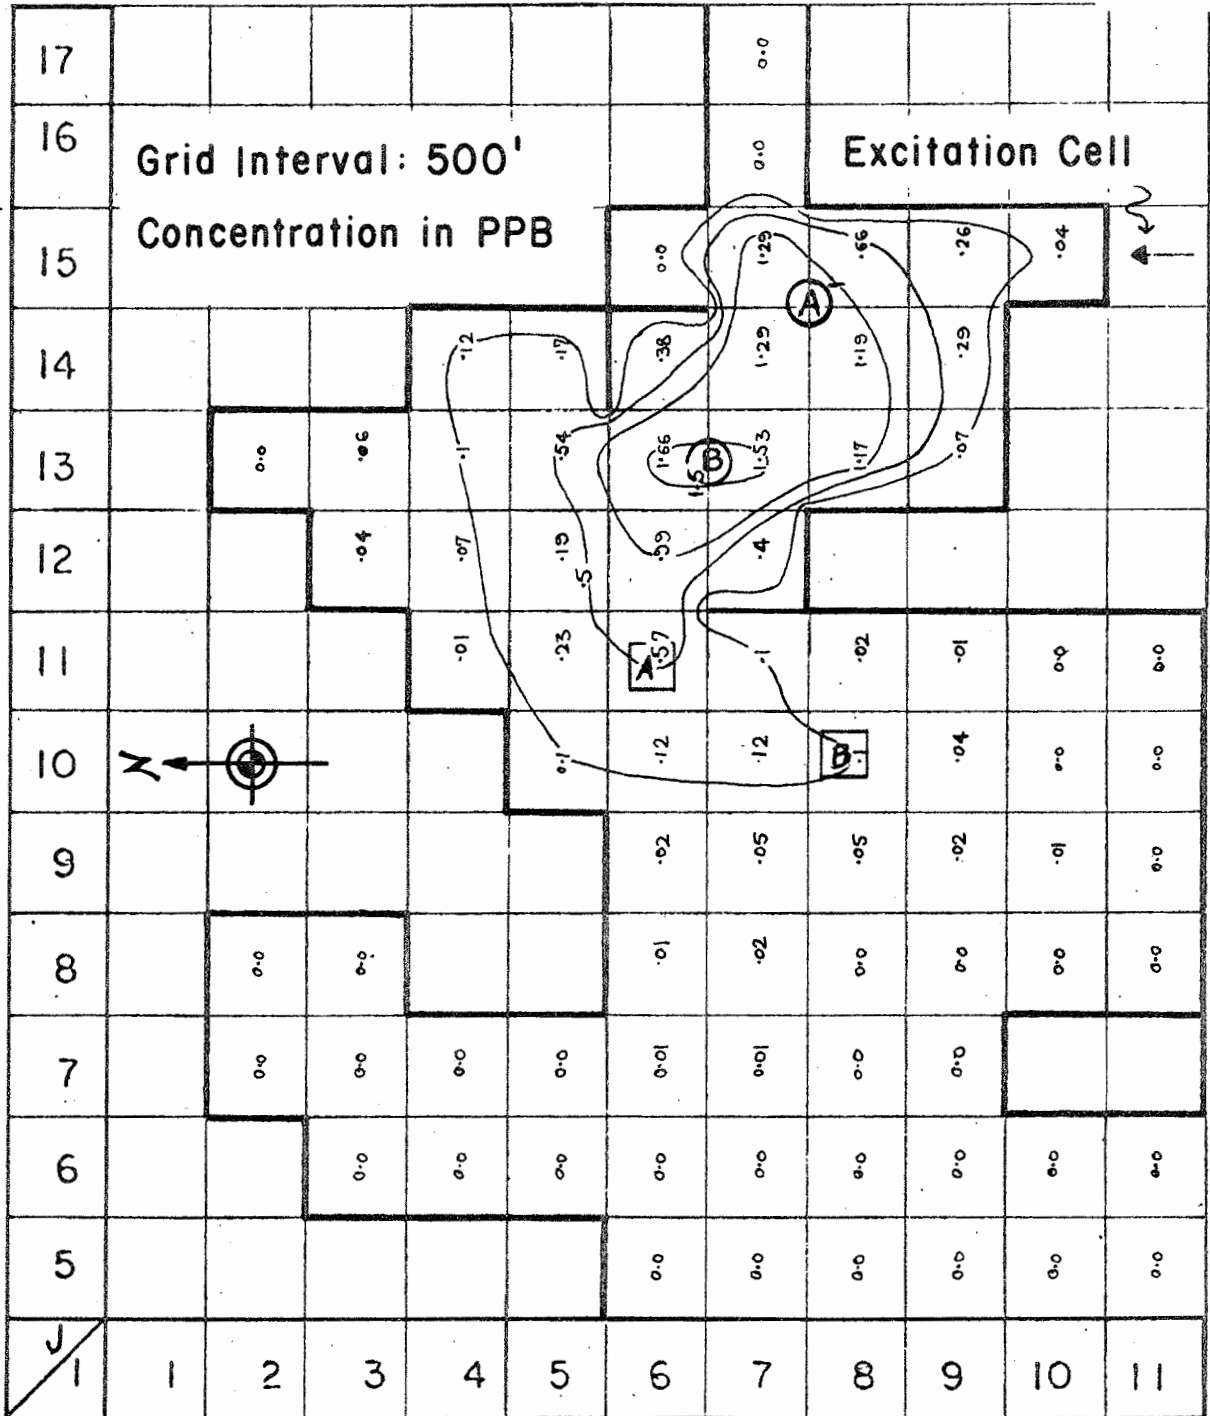 17 0.0
16 0.0
Grid Interval: 500'
Concentration in PPB
Excitation Cell
15 0.0 1.29 .66 .26 .04
A
14 .12 .17 .38 1.29 1.19 .29
13 0.0 .06 .1 .54 1.66 B 1.53 1.17 .07
1.5
12 .04 .07 .19 .99 .4
.5
11 .01 .23 A .57 .1 .02 .01 0.0 0.0
10 N 0.1 .12 .12 B .1 .04 0.0 0.0
9 .02 .05 .05 .02 .01 0.0
8 0.0 0.0 .01 .02 0.0 0.0 0.0 0.0
7 0.0 0.0 0.0 0.0 0.01 0.01 0.0 0.0
6 0.0 0.0 0.0 0.0 0.0 0.0 0.0 0.0 0.0
5 0.0 0.0 0.0 0.0 0.0 0.0
J
I 1 2 3 4 5 6 7 8 9 10 11